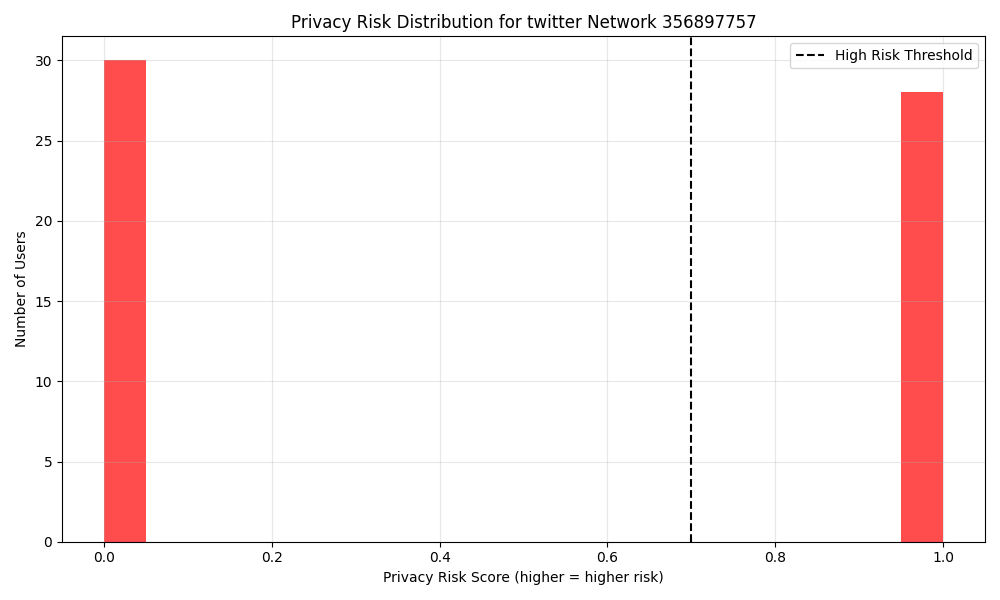 Privacy Risk Distribution for twitter Network 356897757
High Risk Threshold
30
25
20
15
10
5
0
Number of Users
0.0 0.2 0.4 0.6 0.8 1.0
Privacy Risk Score (higher = higher risk)